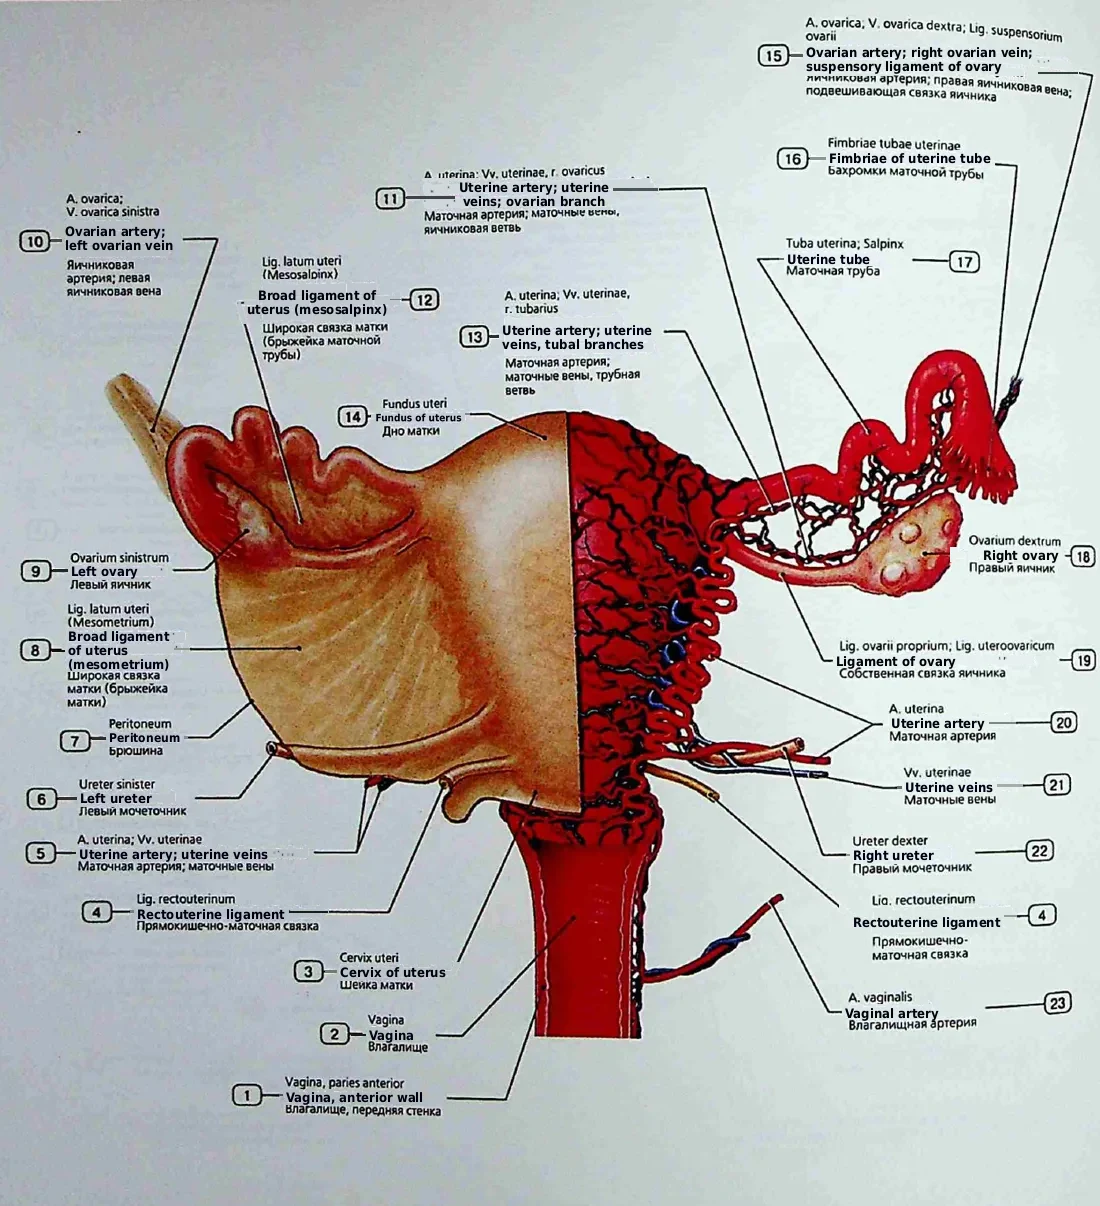 A. ovarica; V. ovarica dextra; Lig. suspensorium
ovarii
15
Ovarian artery; right ovarian vein;
suspensory ligament of ovary
яичниковая артерия; правая яичниковая вена;
подвешивающая связка яичника
Fimbriae tubae uterinae
16
Fimbriae of uterine tube
Бахромки маточной трубы
A. uterina; Vv. uterinae, r. ovaricus
11
Uterine artery; uterine
veins; ovarian branch
Маточная артерия; маточные вены,
яичниковая ветвь
A. ovarica;
V. ovarica sinistra
10
Ovarian artery;
left ovarian vein
Яичниковая
артерия; левая
яичниковая вена
Tuba uterina; Salpinx
Uterine tube
17
Маточная труба
Lig. latum uteri
(Mesosalpinx)
Broad ligament of
uterus (mesosalpinx)
12
Широкая связка матки
(брыжейка маточной
трубы)
A. uterina; Vv. uterinae,
r. tubarius
13
Uterine artery; uterine
veins, tubal branches
Маточная артерия;
маточные вены, трубная
ветвь
Fundus uteri
14
Fundus of uterus
Дно матки
Ovarium sinistrum
9
Left ovary
Левый яичник
Ovarium dextrum
Right ovary
18
Правый яичник
Lig. latum uteri
(Mesometrium)
8
Broad ligament
of uterus
(mesometrium)
Широкая связка
матки (брыжейка
матки)
Lig. ovarii proprium; Lig. uteroovaricum
Ligament of ovary
19
Собственная связка яичника
Peritoneum
7
Peritoneum
Брюшина
A. uterina
Uterine artery
20
Маточная артерия
Ureter sinister
6
Left ureter
Левый мочеточник
Vv. uterinae
Uterine veins
21
Маточные вены
A. uterina; Vv. uterinae
5
Uterine artery; uterine veins
Маточная артерия; маточные вены
Ureter dexter
Right ureter
22
Правый мочеточник
Lig. rectouterinum
4
Rectouterine ligament
Прямокишечно-маточная связка
Lig. rectouterinum
Rectouterine ligament
4
Прямокишечно-
маточная связка
Cervix uteri
3
Cervix of uterus
Шейка матки
A. vaginalis
Vaginal artery
23
Влагалищная артерия
Vagina
2
Vagina
Влагалище
Vagina, paries anterior
1
Vagina, anterior wall
Влагалище, передняя стенка